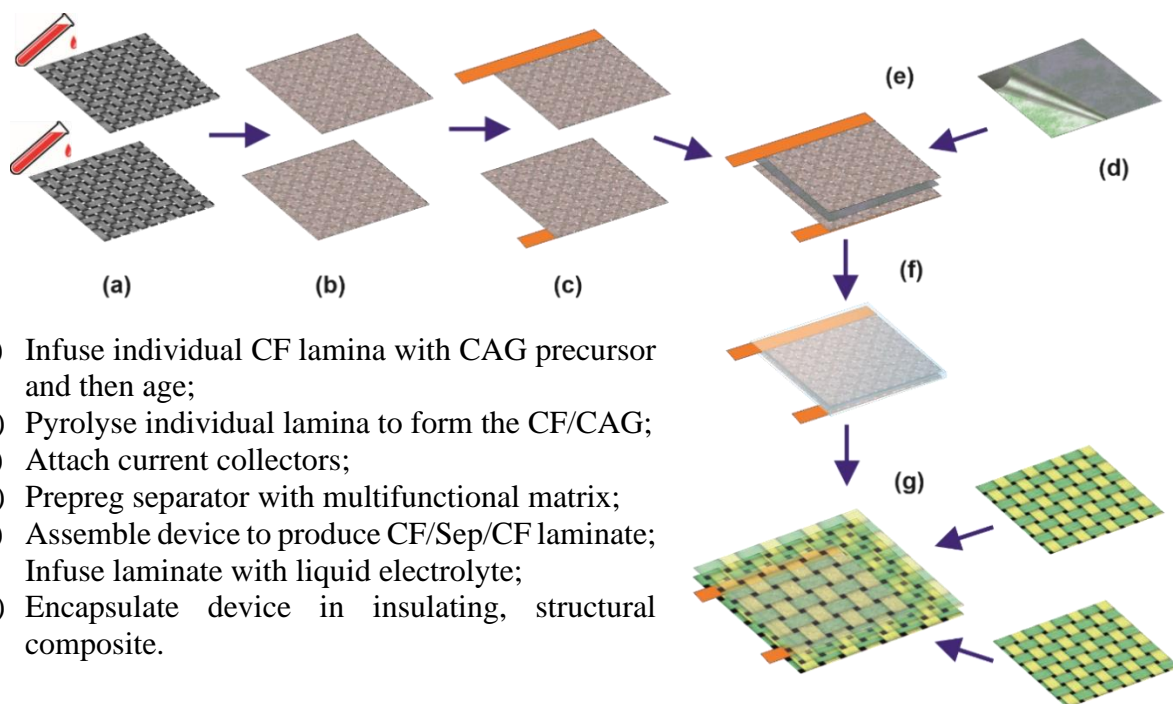 (e)
(d)
(a)
(b)
(c)
(f)
) Infuse individual CF lamina with CAG precursor
and then age;
) Pyrolyse individual lamina to form the CF/CAG;
) Attach current collectors;
) Prepreg separator with multifunctional matrix;
) Assemble device to produce CF/Sep/CF laminate;
Infuse laminate with liquid electrolyte;
) Encapsulate device in insulating, structural
composite.
(g)